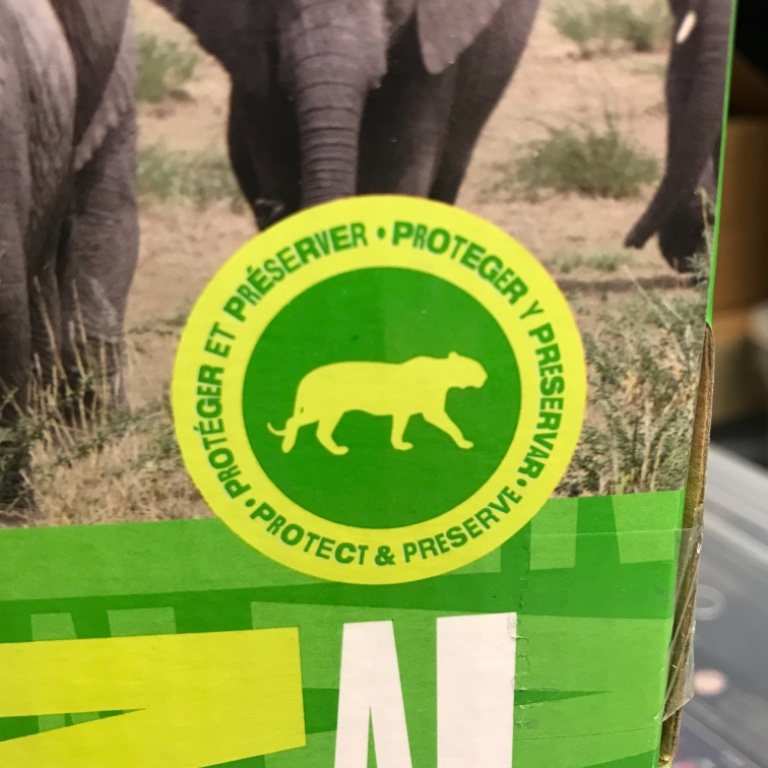 PROTÉGER ET PRÉSERVER • PROTEGER Y PRESERVAR • PROTECT & PRESERVE •